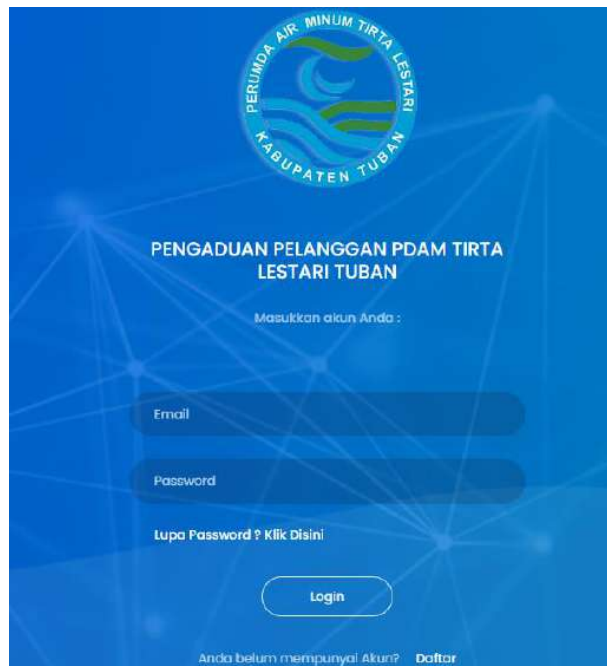 PERUMDA AIR MINUM TIRTA LESTARI
KABUPATEN TUBAN
PENGADUAN PELANGGAN PDAM TIRTA
LESTARI TUBAN
Masukkan akun Anda :
Email
Password
Lupa Password ? Klik Disini
Login
Anda belum mempunyai Akun? Daftar